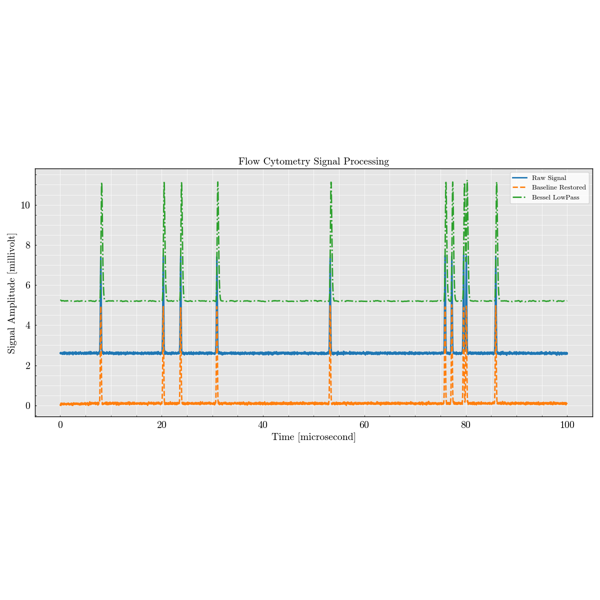 Flow Cytometry Signal Processing
Raw Signal
Baseline Restored
Bessel LowPass
Signal Amplitude [millivolt]
10
8
6
4
2
0
0 20 40 60 80 100
Time [microsecond]